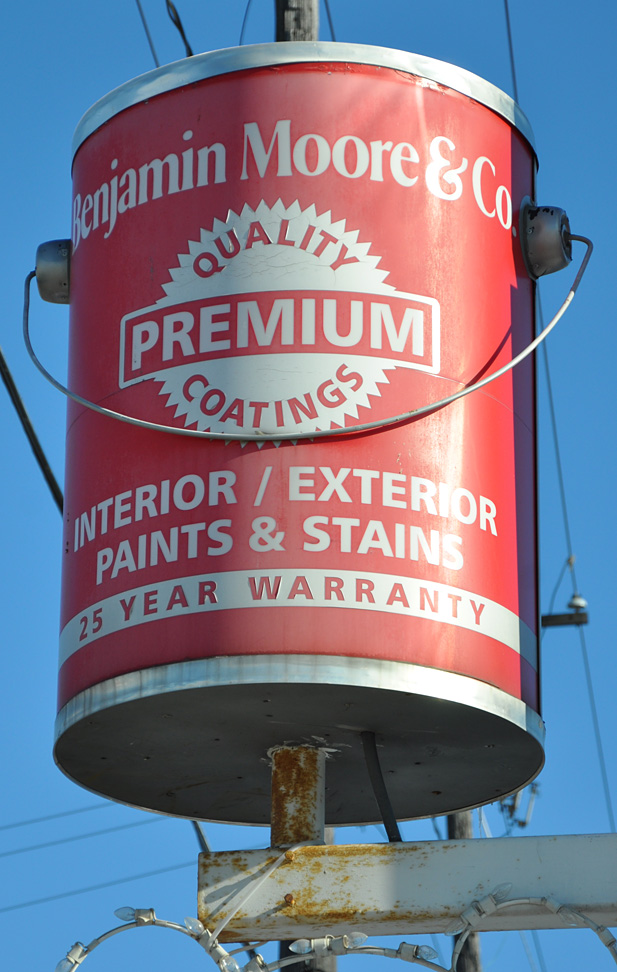 Benjamin Moore & Co.
QUALITY
PREMIUM
COATINGS
INTERIOR / EXTERIOR
PAINTS & STAINS
25 YEAR WARRANTY